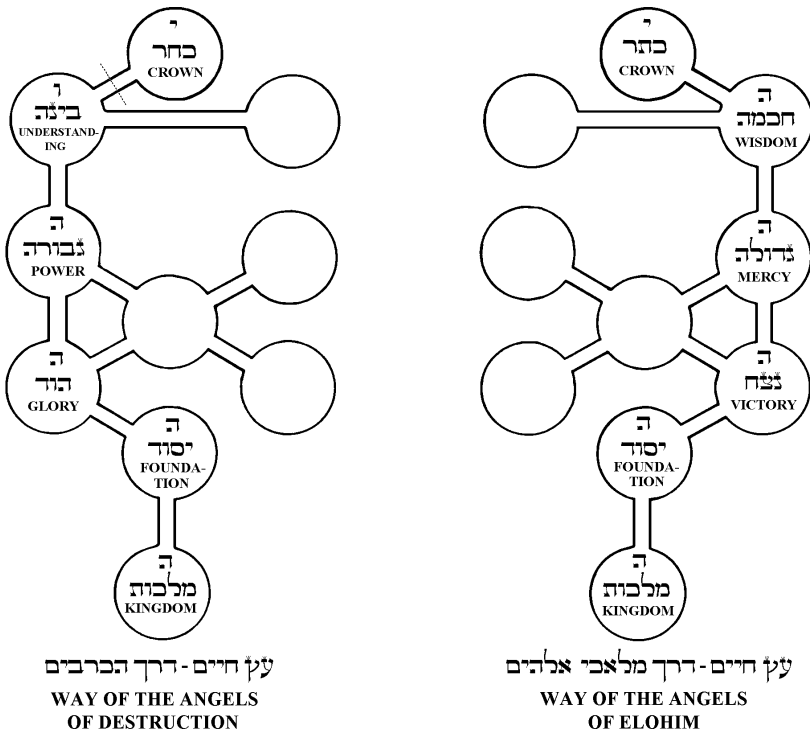 י
כחר
CROWN
ו
בינה
UNDERSTAND-
ING
ה
גבורה
POWER
ה
הוד
GLORY
ה
יסוד
FOUNDA-
TION
ה
מלכות
KINGDOM
עץ חיים - דרך הכרבים
WAY OF THE ANGELS
OF DESTRUCTION
י
כתר
CROWN
ה
חכמה
WISDOM
ה
גדולה
MERCY
ה
נצח
VICTORY
ה
יסוד
FOUNDA-
TION
ה
מלכות
KINGDOM
עץ חיים - דרך מלאכי אלהים
WAY OF THE ANGELS
OF ELOHIM